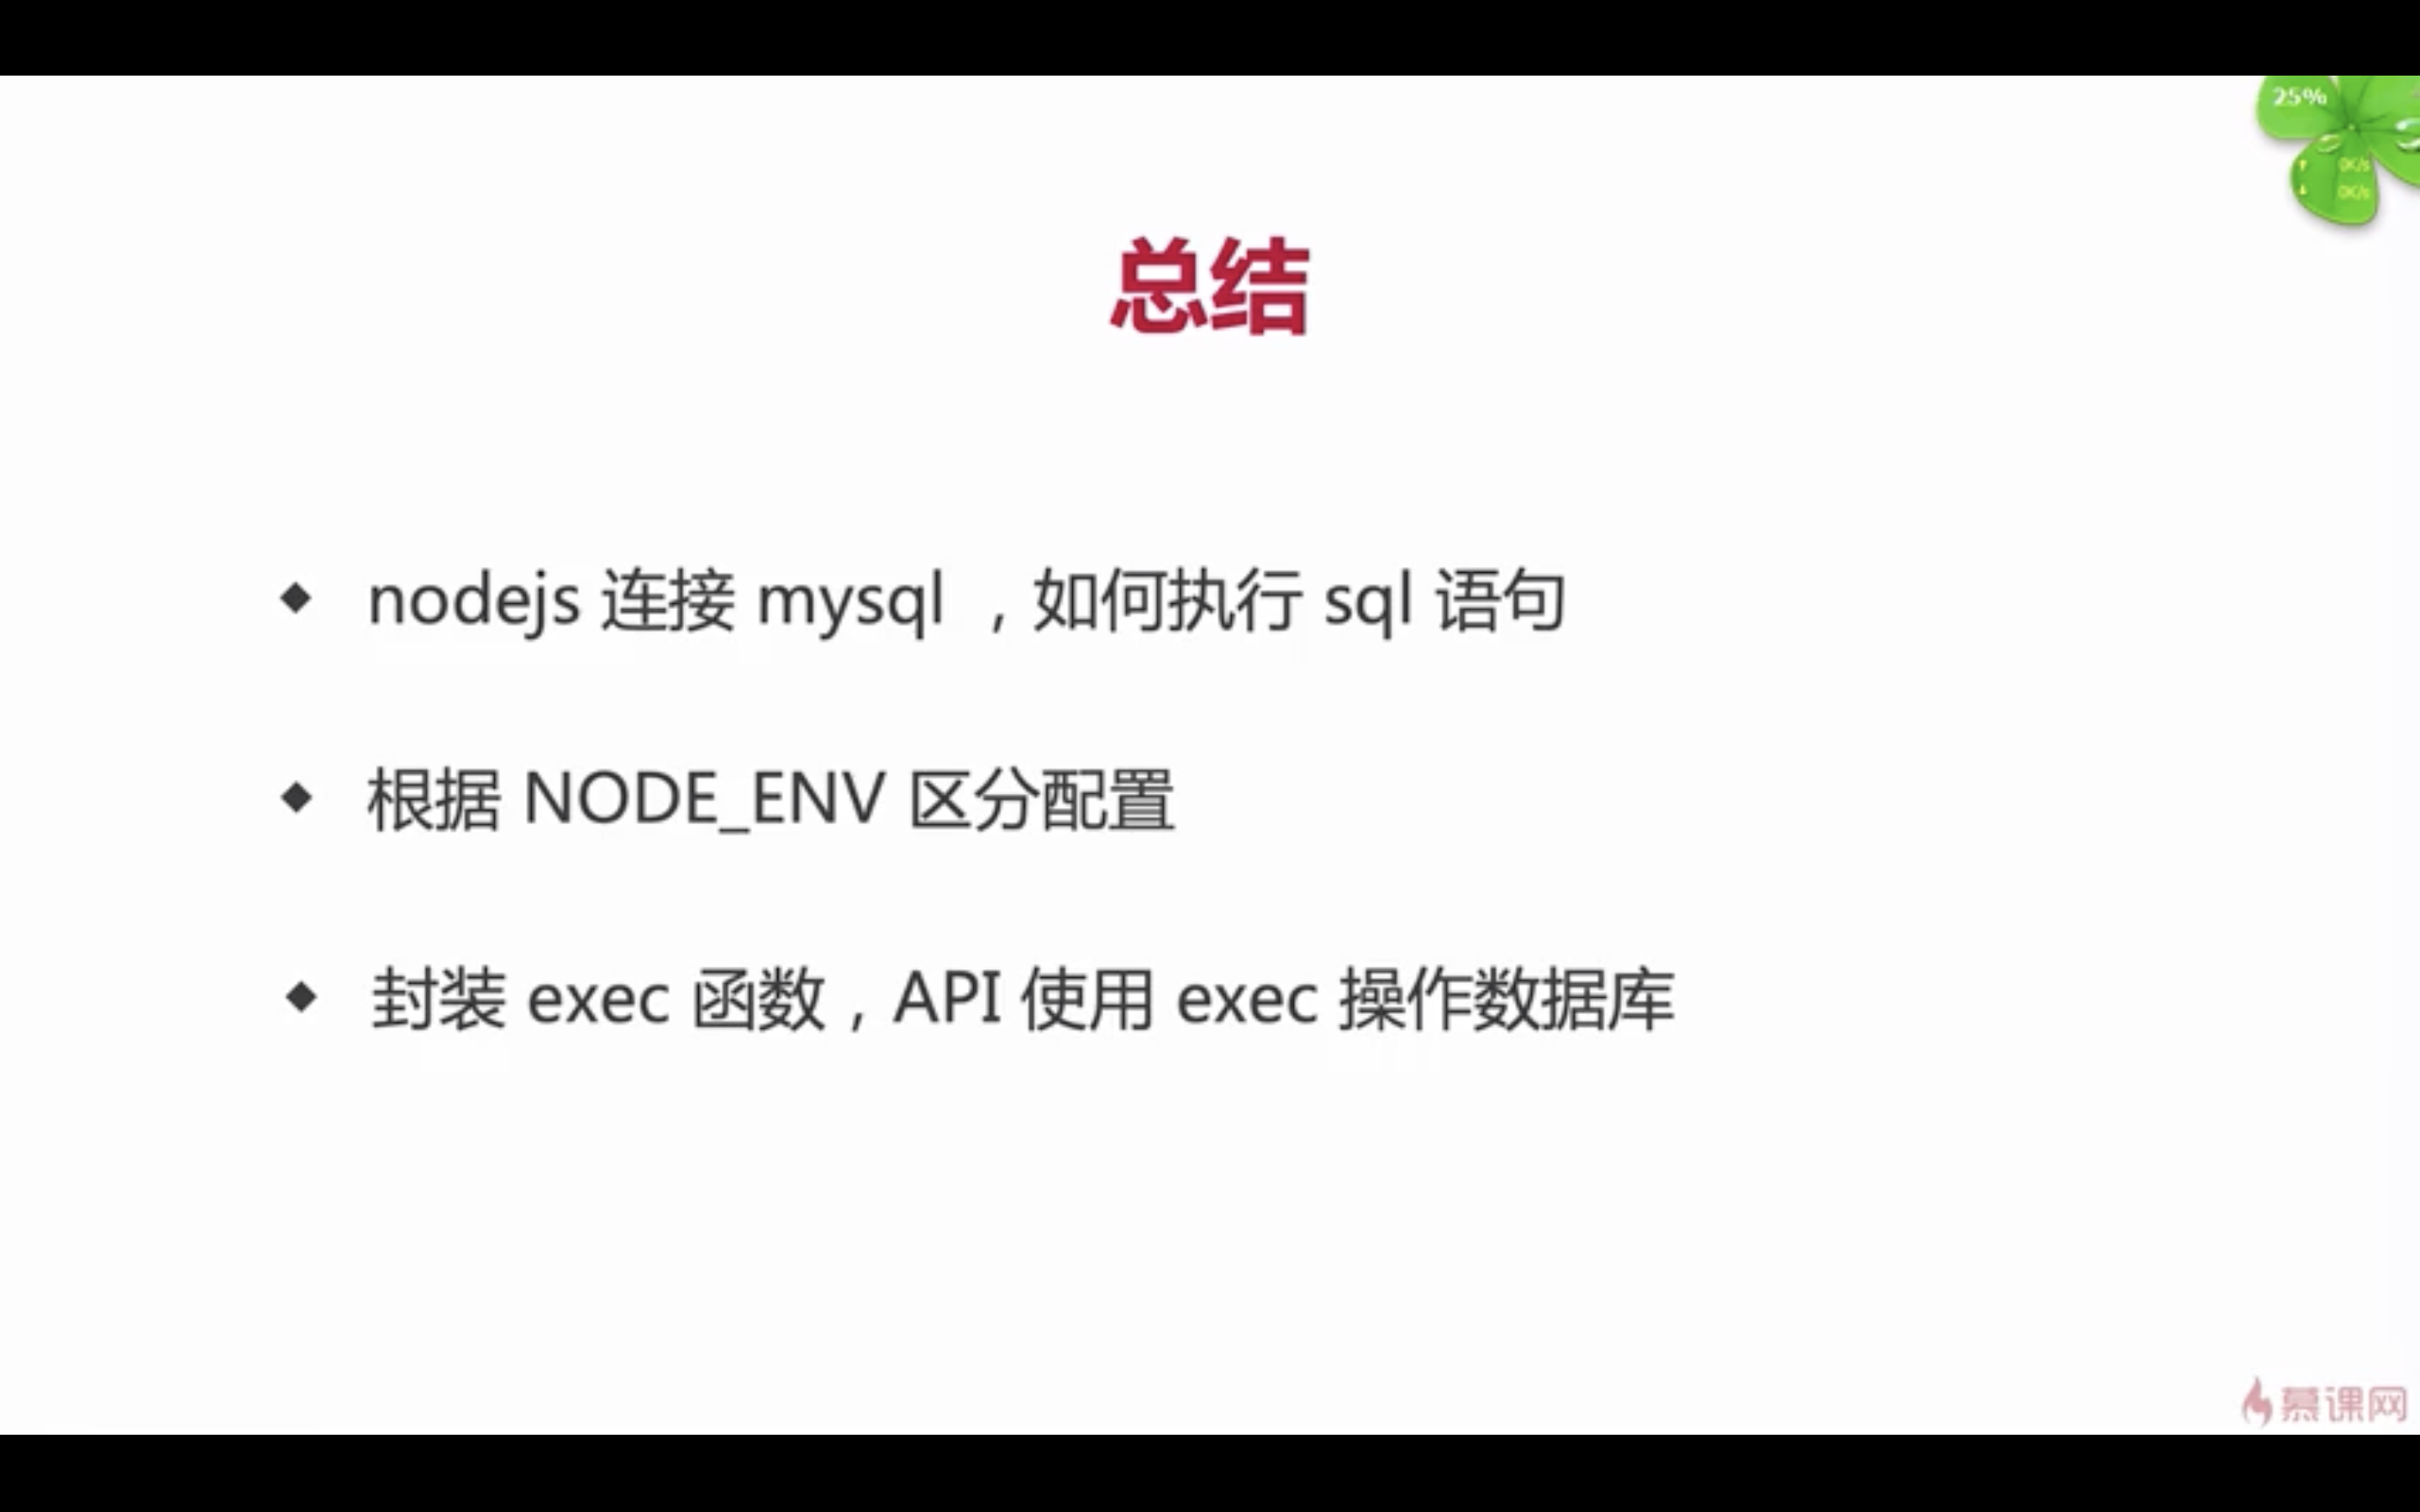 25%
0K/s
0K/s
总结
◆ nodejs 连接 mysql ，如何执行 sql 语句
◆ 根据 NODE_ENV 区分配置
◆ 封装 exec 函数，API 使用 exec 操作数据库
慕课网